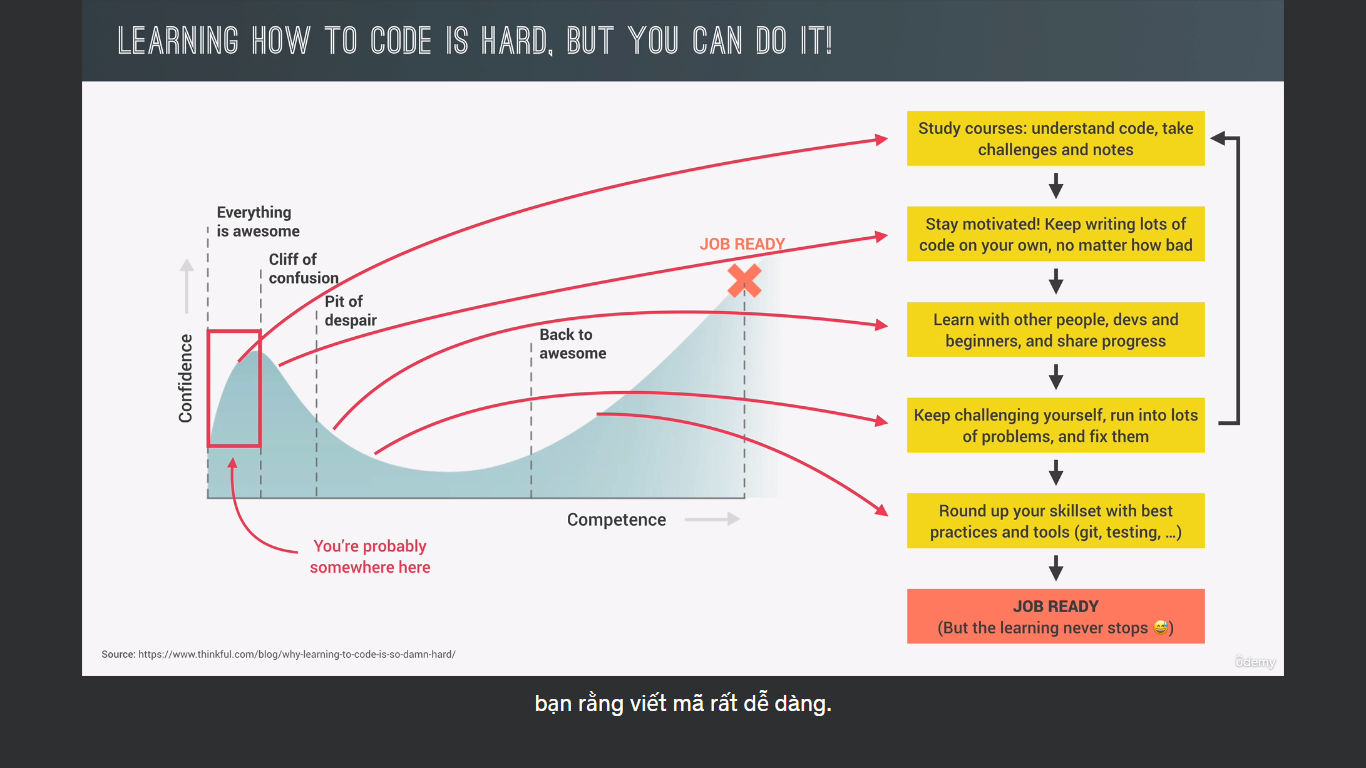 LEARNING HOW TO CODE IS HARD, BUT YOU CAN DO IT!
Everything
is awesome
Cliff of
confusion
Pit of
despair
Back to
awesome
JOB READY
Confidence
Competence
You're probably
somewhere here
Study courses: understand code, take
challenges and notes
Stay motivated! Keep writing lots of
code on your own, no matter how bad
Learn with other people, devs and
beginners, and share progress
Keep challenging yourself, run into lots
of problems, and fix them
Round up your skillset with best
practices and tools (git, testing, …)
JOB READY
(But the learning never stops 😅)
Source: https://www.thinkful.com/blog/why-learning-to-code-is-so-damn-hard/
ûdemy
bạn rằng viết mã rất dễ dàng.